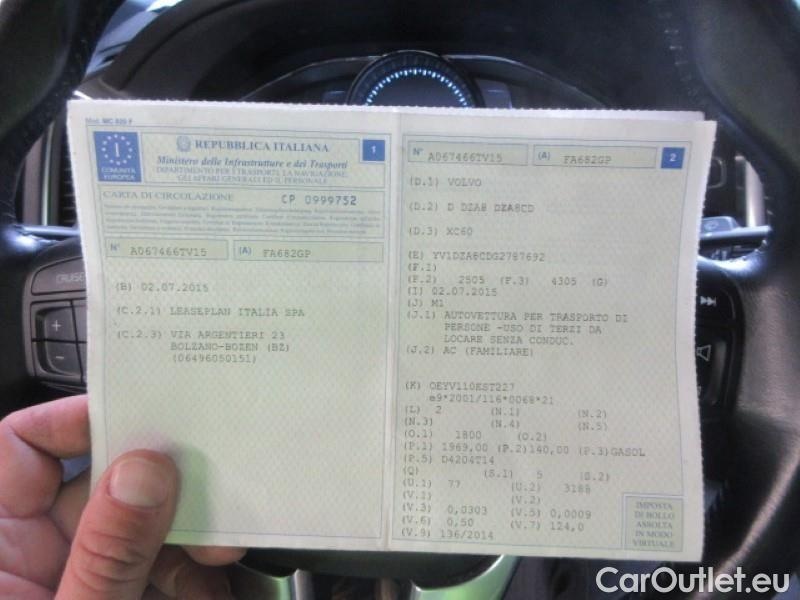 Mod. MC 820 F
I
COMUNITÀ
EUROPEA
REPUBBLICA ITALIANA
1
Ministero delle Infrastrutture e dei Trasporti
DIPARTIMENTO PER I TRASPORTI, LA NAVIGAZIONE,
GLI AFFARI GENERALI ED IL PERSONALE
CARTA DI CIRCOLAZIONE
CP 0999752
N° A067466TV15 (A) FA682GP
(B) 02.07.2015
(C.2.1) LEASEPLAN ITALIA SPA
(C.2.3) VIA ARGENTIERI 23
BOLZANO-BOZEN (BZ)
(06496050151)
N° A067466TV15 (A) FA682GP 2
(D.1) VOLVO
(D.2) D DZA8 DZA8CD
(D.3) XC60
(E) YV1DZA8CDG2787692
(F.1)
(F.2) 2505 (F.3) 4305 (G)
(I) 02.07.2015
(J) M1
(J.1) AUTOVETTURA PER TRASPORTO DI
PERSONE -USO DI TERZI DA
LOCARE SENZA CONDUC.
(J.2) AC (FAMILIARE)
(K) OEYV110EST227
e9*2001/116*0068*21
(L) 2 (N.1) (N.2)
(N.3) (N.4) (N.5)
(O.1) 1800 (O.2)
(P.1) 1969,00 (P.2) 140,00 (P.3) GASOL
(P.5) D4204T14
(Q) (S.1) 5 (S.2)
(U.1) 77 (U.2) 3188
(V.1) (V.2)
(V.3) 0,0303 (V.5) 0,0009
(V.6) 0,50 (V.7) 124,0
(V.9) 136/2014
IMPOSTA
DI BOLLO
ASSOLTA
IN MODO
VIRTUALE
CRUISE
CarOutlet.eu